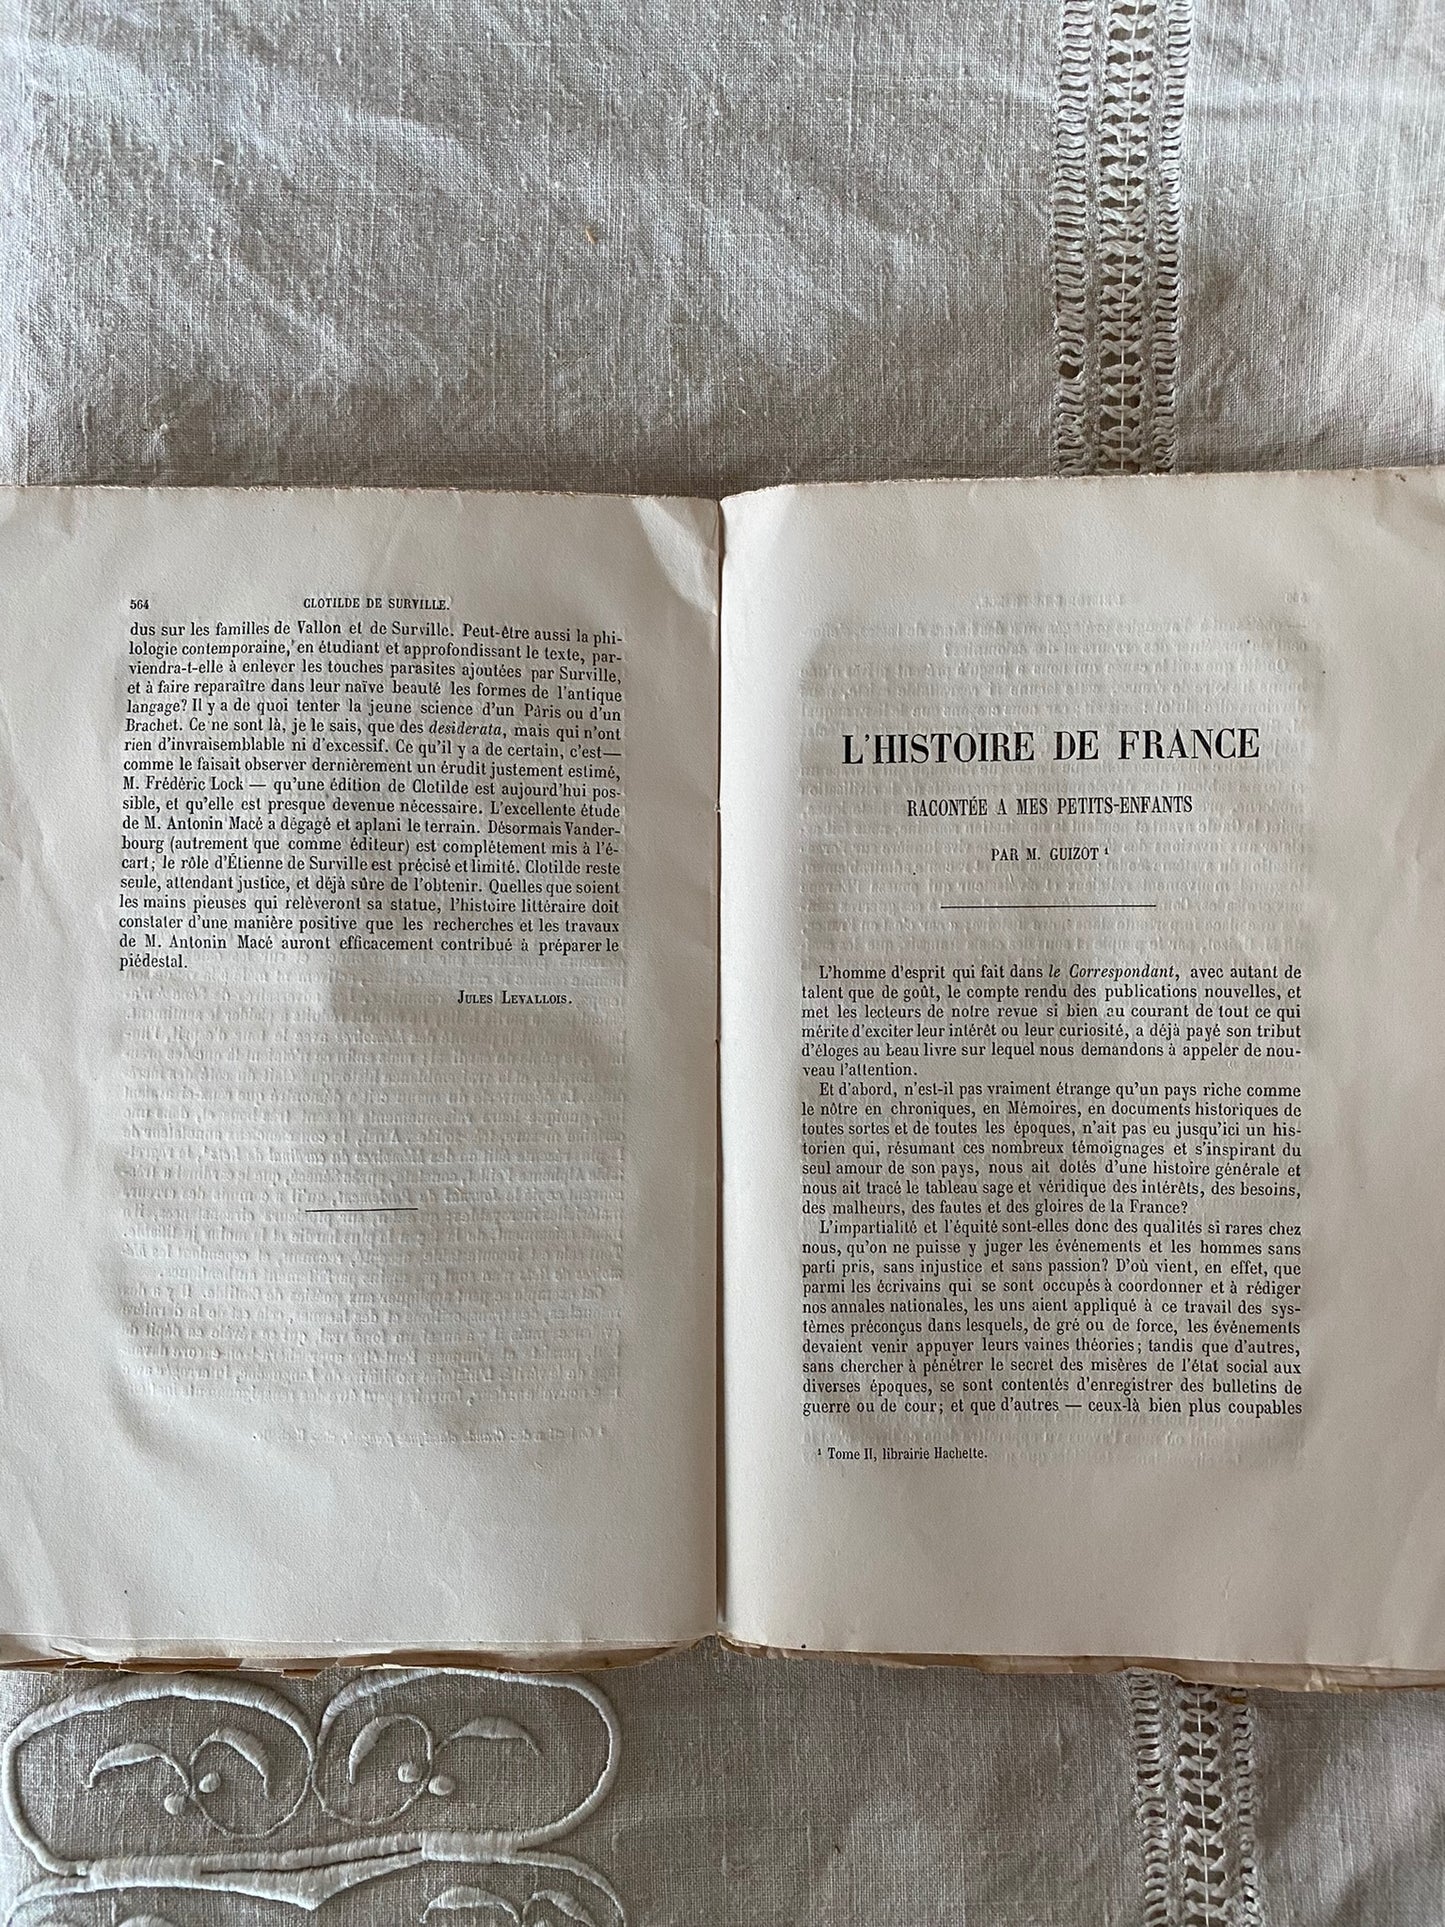 564
CLOTILDE DE SURVILLE.
dus sur les familles de Vallon et de Surville. Peut-être aussi la phi-
lologie contemporaine, en étudiant et approfondissant le texte, par-
viendra-t-elle à enlever les touches parasites ajoutées par Surville,
et à faire reparaître dans leur naïve beauté les formes de l'antique
langage? Il y a de quoi tenter la jeune science d'un Pâris ou d'un
Brachet. Ce ne sont là, je le sais, que des desiderata, mais qui n'ont
rien d'invraisemblable ni d'excessif. Ce qu'il y a de certain, c'est—
comme le faisait observer dernièrement un érudit justement estimé,
M. Frédéric Lock — qu'une édition de Clotilde est aujourd'hui pos-
sible, et qu'elle est presque devenue nécessaire. L'excellente étude
de M. Antonin Macé a dégagé et aplani le terrain. Désormais Vander-
bourg (autrement que comme éditeur) est complétement mis à l'é-
cart; le rôle d'Étienne de Surville est précisé et limité. Clotilde reste
seule, attendant justice, et déjà sûre de l'obtenir. Quelles que soient
les mains pieuses qui relèveront sa statue, l'histoire littéraire doit
constater d'une manière positive que les recherches et les travaux
de M. Antonin Macé auront efficacement contribué à préparer le
piédestal.
JULES LEVALLOIS.
L'HISTOIRE DE FRANCE
RACONTÉE A MES PETITS-ENFANTS
PAR M. GUIZOT ¹
L'homme d'esprit qui fait dans le Correspondant, avec autant de
talent que de goût, le compte rendu des publications nouvelles, et
met les lecteurs de notre revue si bien au courant de tout ce qui
mérite d'exciter leur intérêt ou leur curiosité, a déjà payé son tribut
d'éloges au beau livre sur lequel nous demandons à appeler de nou-
veau l'attention.
Et d'abord, n'est-il pas vraiment étrange qu'un pays riche comme
le nôtre en chroniques, en Mémoires, en documents historiques de
toutes sortes et de toutes les époques, n'ait pas eu jusqu'ici un his-
torien qui, résumant ces nombreux témoignages et s'inspirant du
seul amour de son pays, nous ait dotés d'une histoire générale et
nous ait tracé le tableau sage et véridique des intérêts, des besoins,
des malheurs, des fautes et des gloires de la France?
L'impartialité et l'équité sont-elles donc des qualités si rares chez
nous, qu'on ne puisse y juger les événements et les hommes sans
parti pris, sans injustice et sans passion? D'où vient, en effet, que
parmi les écrivains qui se sont occupés à coordonner et à rédiger
nos annales nationales, les uns aient appliqué à ce travail des sys-
tèmes préconçus dans lesquels, de gré ou de force, les événements
devaient venir appuyer leurs vaines théories; tandis que d'autres,
sans chercher à pénétrer le secret des misères de l'état social aux
diverses époques, se sont contentés d'enregistrer des bulletins de
guerre ou de cour; et que d'autres — ceux-là bien plus coupables
¹ Tome II, librairie Hachette.